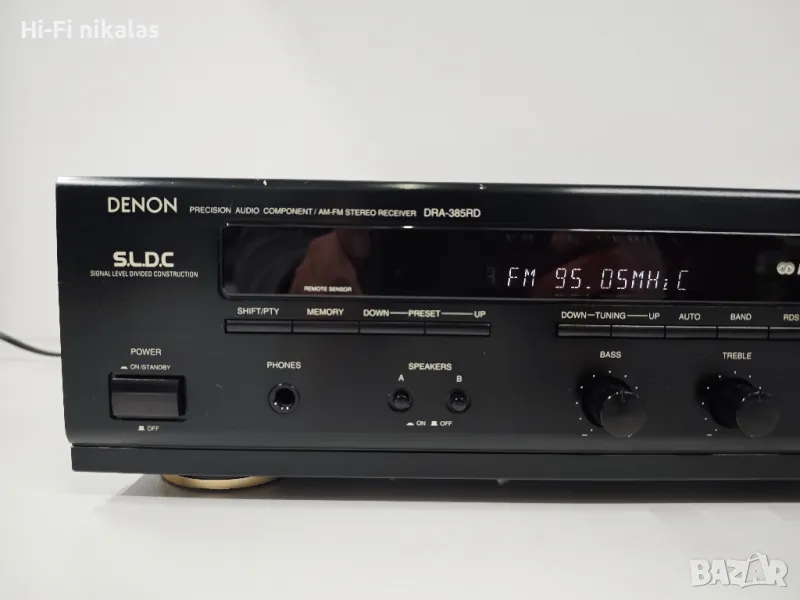 Hi-Fi nikalas
DENON PRECISION AUDIO COMPONENT / AM-FM STEREO RECEIVER DRA-385RD
S.L.D.C
SIGNAL LEVEL DIVIDED CONSTRUCTION
FM 95.05MHz C
REMOTE SENSOR
SHIFT/PTY MEMORY DOWN PRESET UP DOWN TUNING UP AUTO BAND RDS
POWER
ON/STANDBY
OFF
PHONES
SPEAKERS
A B
ON OFF
BASS TREBLE
BAZAR